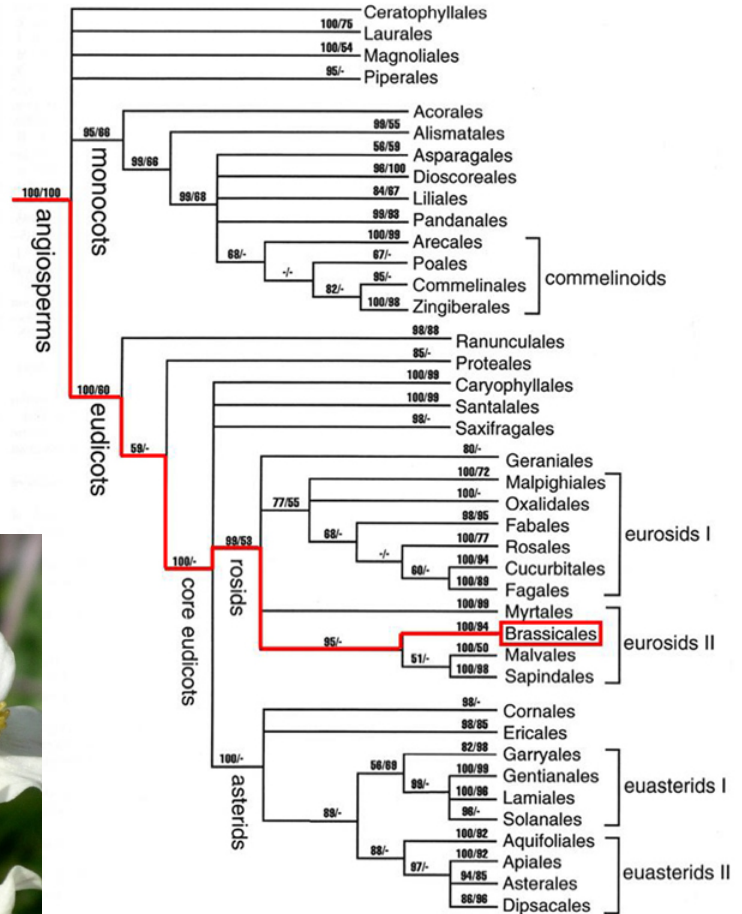 Ceratophyllales
100/75
Laurales
100/54
Magnoliales
95/-
Piperales
Acorales
99/55
Alismatales
56/59
Asparagales
96/100
Dioscoreales
84/67
Liliales
99/93
Pandanales
100/99
Arecales
67/-
Poales
95/-
Commelinales
100/98
Zingiberales
commelinoids
95/66
monocots
99/66
99/68
68/-
-/-
82/-
100/100
angiosperms
98/88
Ranunculales
85/-
Proteales
100/99
Caryophyllales
100/99
Santalales
98/-
Saxifragales
100/60
eudicots
59/-
100/-
core eudicots
80/-
Geraniales
100/72
Malpighiales
100/-
Oxalidales
98/95
Fabales
100/77
Rosales
100/94
Cucurbitales
100/89
Fagales
eurosids I
77/55
68/-
-/-
60/-
99/53
rosids
100/99
Myrtales
100/94
Brassicales
100/50
Malvales
100/98
Sapindales
eurosids II
95/-
51/-
98/-
Cornales
98/85
Ericales
82/98
Garryales
100/99
Gentianales
100/96
Lamiales
96/-
Solanales
euasterids I
100/-
asterids
56/69
99/-
89/-
100/92
Aquifoliales
100/92
Apiales
94/85
Asterales
86/96
Dipsacales
euasterids II
88/-
97/-